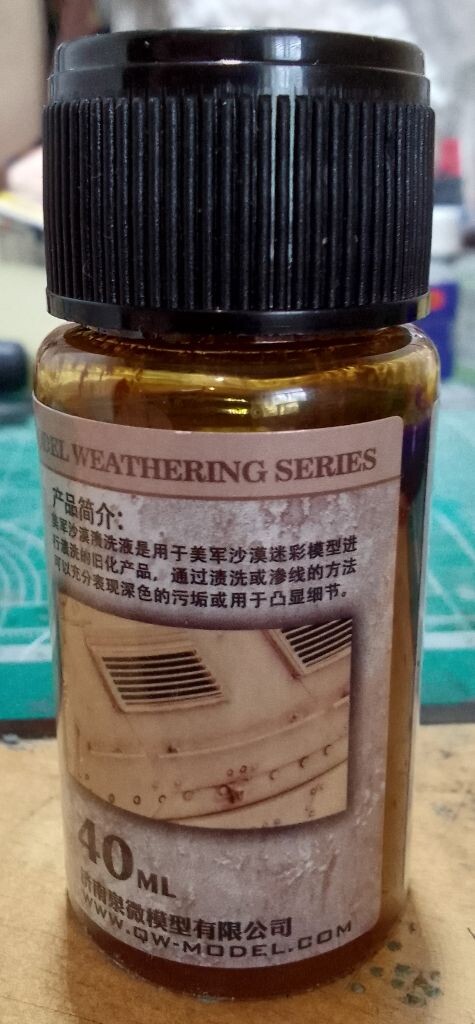 MODEL WEATHERING SERIES
产品简介：
美军沙漠渍洗液是用于美军沙漠迷彩模型进
行渍洗的旧化产品，通过渍洗或渗线的方法
可以充分表现深色的污垢或用于凸显细节。
40ML
济南泉微模型有限公司
WWW.QW-MODEL.COM